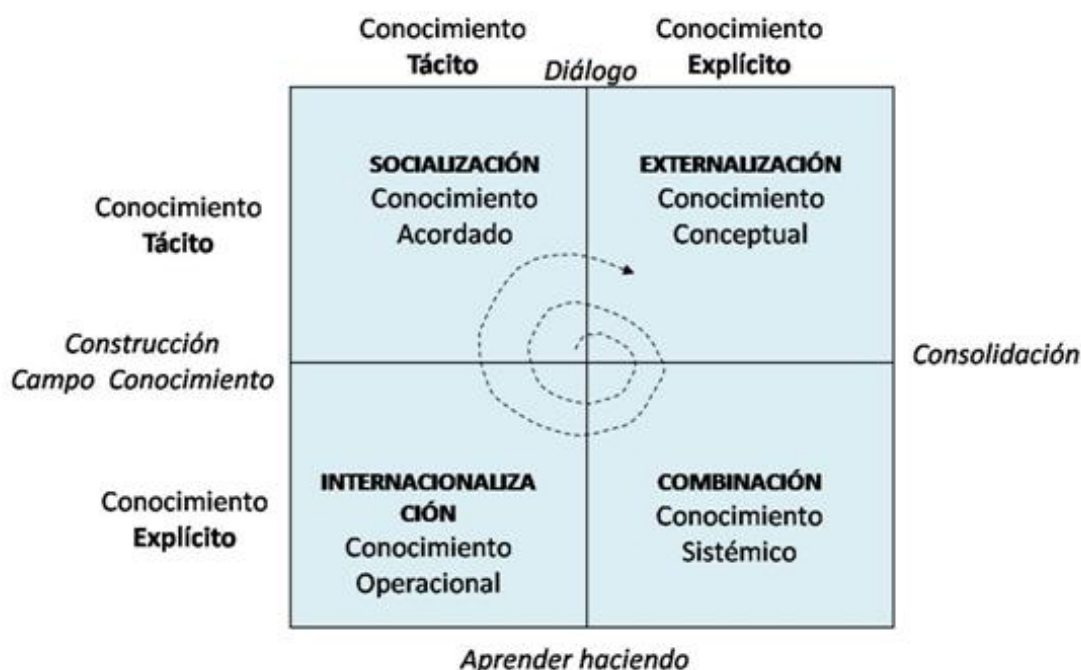 Conocimiento
Tácito
Diálogo
Conocimiento
Explícito
SOCIALIZACIÓN
Conocimiento
Acordado
EXTERNALIZACIÓN
Conocimiento
Conceptual
Conocimiento
Tácito
Construcción
Campo Conocimiento
Consolidación
Conocimiento
Explícito
INTERNACIONALIZA
CIÓN
Conocimiento
Operacional
COMBINACIÓN
Conocimiento
Sistémico
Aprender haciendo